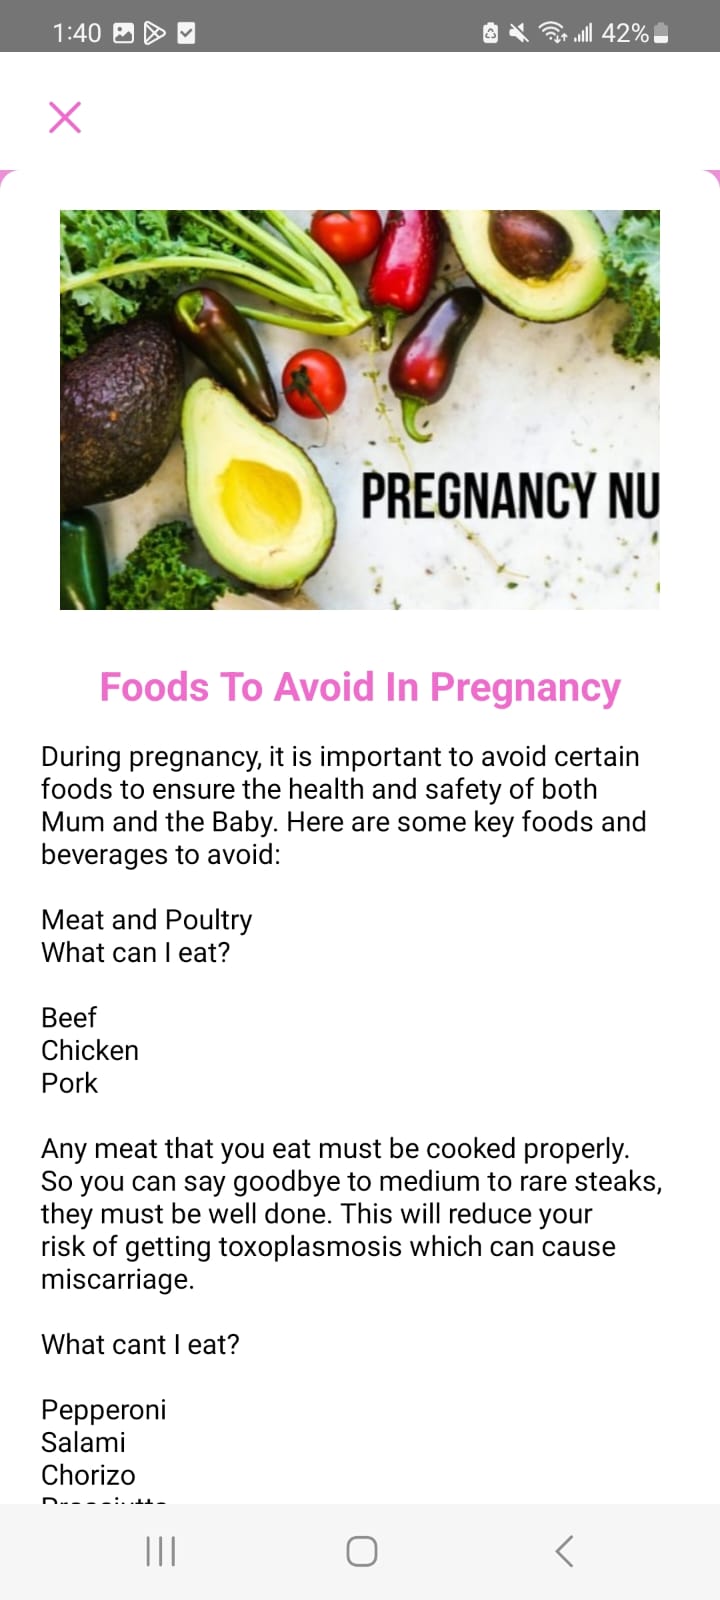 1:40
42%
PREGNANCY NU
Foods To Avoid In Pregnancy
During pregnancy, it is important to avoid certain
foods to ensure the health and safety of both
Mum and the Baby. Here are some key foods and
beverages to avoid:
Meat and Poultry
What can I eat?
Beef
Chicken
Pork
Any meat that you eat must be cooked properly.
So you can say goodbye to medium to rare steaks,
they must be well done. This will reduce your
risk of getting toxoplasmosis which can cause
miscarriage.
What cant I eat?
Pepperoni
Salami
Chorizo